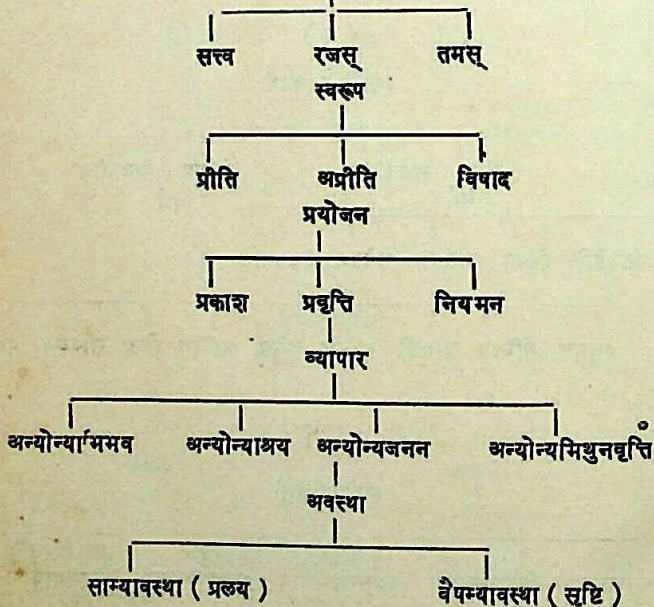 सत्त्व रजस् तमस्
स्वरूप
प्रीति अप्रीति विषाद
प्रयोजन
प्रकाश प्रवृत्ति नियमन
व्यापार
अन्योन्याभिभव अन्योन्याश्रय अन्योन्यजनन अन्योन्यमिथुनवृत्ति
अवस्था
साम्यावस्था ( प्रलय ) वैषम्यावस्था ( सृष्टि )